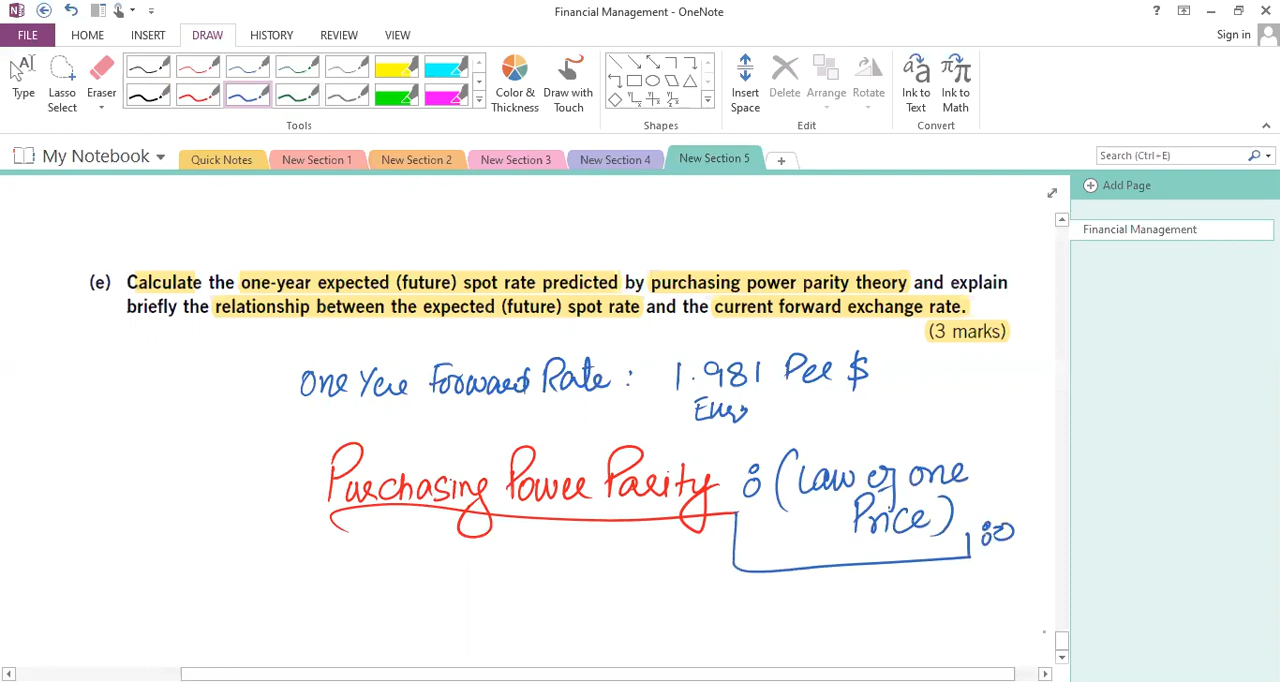 Financial Management - OneNote
?
FILE HOME INSERT DRAW HISTORY REVIEW VIEW
Sign in
Type Lasso Select Eraser
Color & Thickness Draw with Touch
Insert Space Delete Arrange Rotate
Ink to Text Ink to Math
Tools Shapes Edit Convert
My Notebook Quick Notes New Section 1 New Section 2 New Section 3 New Section 4 New Section 5 +
Search (Ctrl+E)
Add Page
Financial Management
(e) Calculate the one-year expected (future) spot rate predicted by purchasing power parity theory and explain
briefly the relationship between the expected (future) spot rate and the current forward exchange rate.
(3 marks)
One Year Forward Rate : 1.981 Per $
Euro
Purchasing Power Parity : (Law of one
Price)